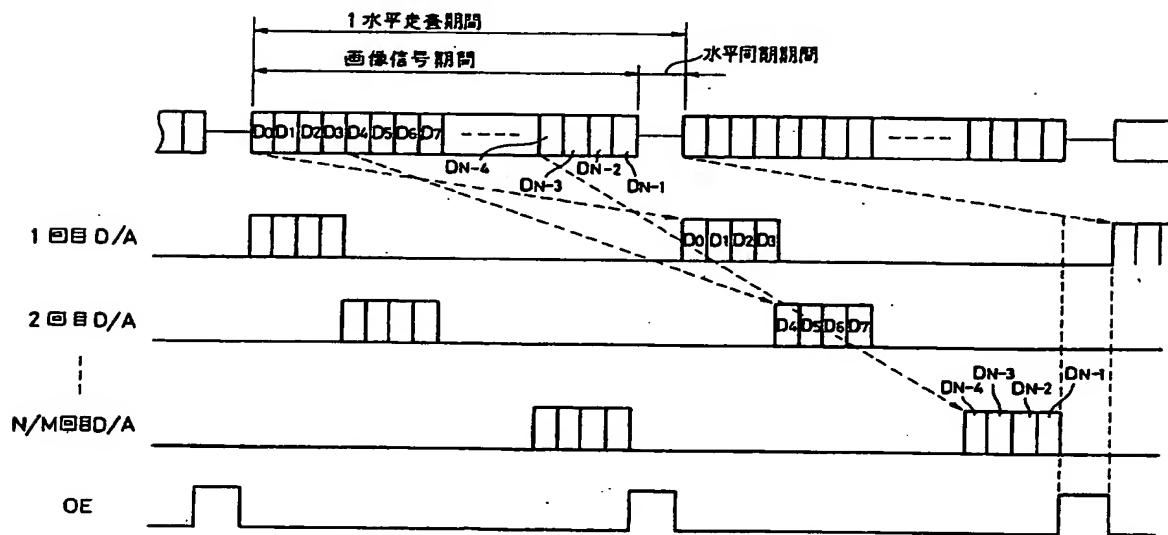 1水平走査期間
画像信号期間
水平同期期間
D0 D1 D2 D3 D4 D5 D6 D7
DN-4
DN-3
DN-2
DN-1
1回目D/A
D0 D1 D2 D3
2回目D/A
D4 D5 D6 D7
DN-4
DN-3
DN-2
DN-1
N/M回目D/A
OE